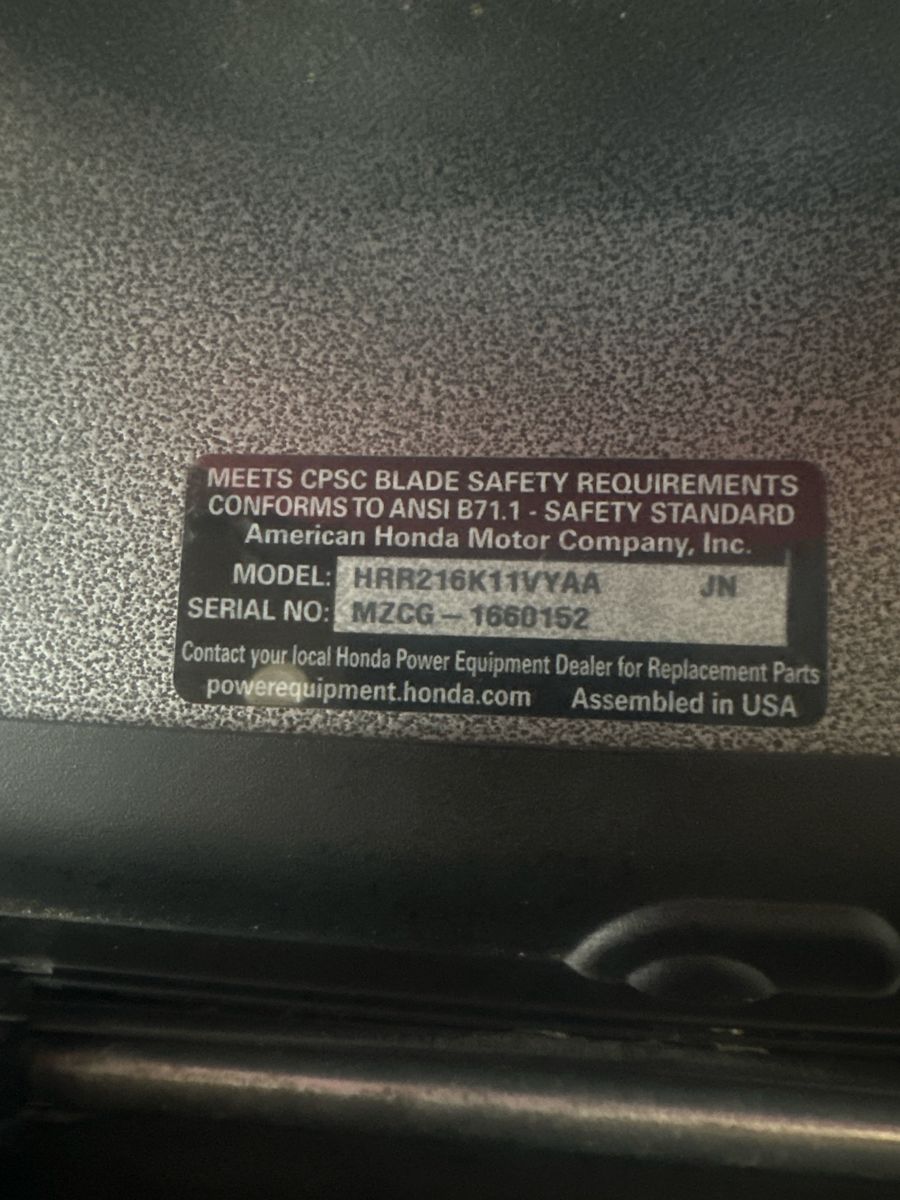 MEETS CPSC BLADE SAFETY REQUIREMENTS
CONFORMS TO ANSI B71.1 - SAFETY STANDARD
American Honda Motor Company, Inc.
MODEL: HRR216K11VYAA JN
SERIAL NO: MZCG – 1660152
Contact your local Honda Power Equipment Dealer for Replacement Parts
powerequipment.honda.com Assembled in USA